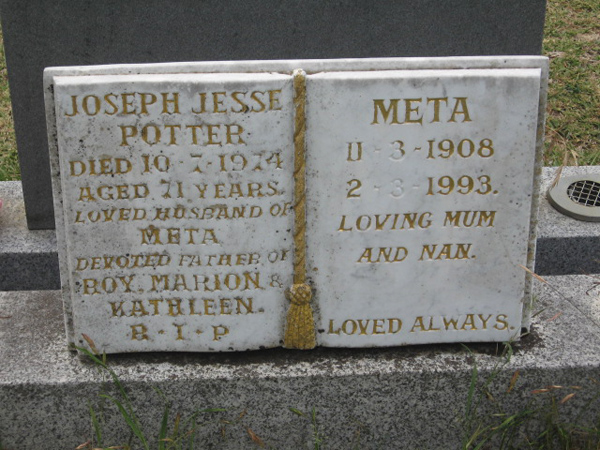 JOSEPH JESSE
POTTER
DIED 10-7-1974
AGED 71 YEARS.
LOVED HUSBAND OF
META
DEVOTED FATHER OF
ROY, MARION &
KATHLEEN.
R·I·P
META
11-3-1908
2-3-1993.
LOVING MUM
AND NAN.
LOVED ALWAYS.